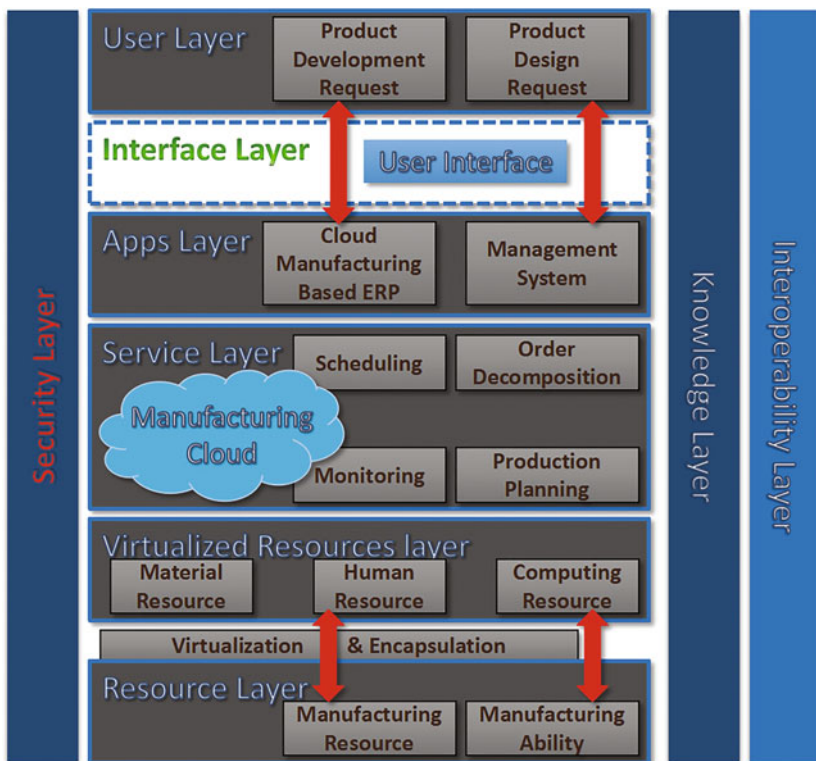 Security Layer
User Layer
Product
Development
Request
Product
Design
Request
Interface Layer
User Interface
Apps Layer
Cloud
Manufacturing
Based ERP
Management
System
Service Layer
Scheduling
Order
Decomposition
Manufacturing
Cloud
Monitoring
Production
Planning
Virtualized Resources layer
Material
Resource
Human
Resource
Computing
Resource
Virtualization & Encapsulation
Resource Layer
Manufacturing
Resource
Manufacturing
Ability
Knowledge Layer
Interoperability Layer